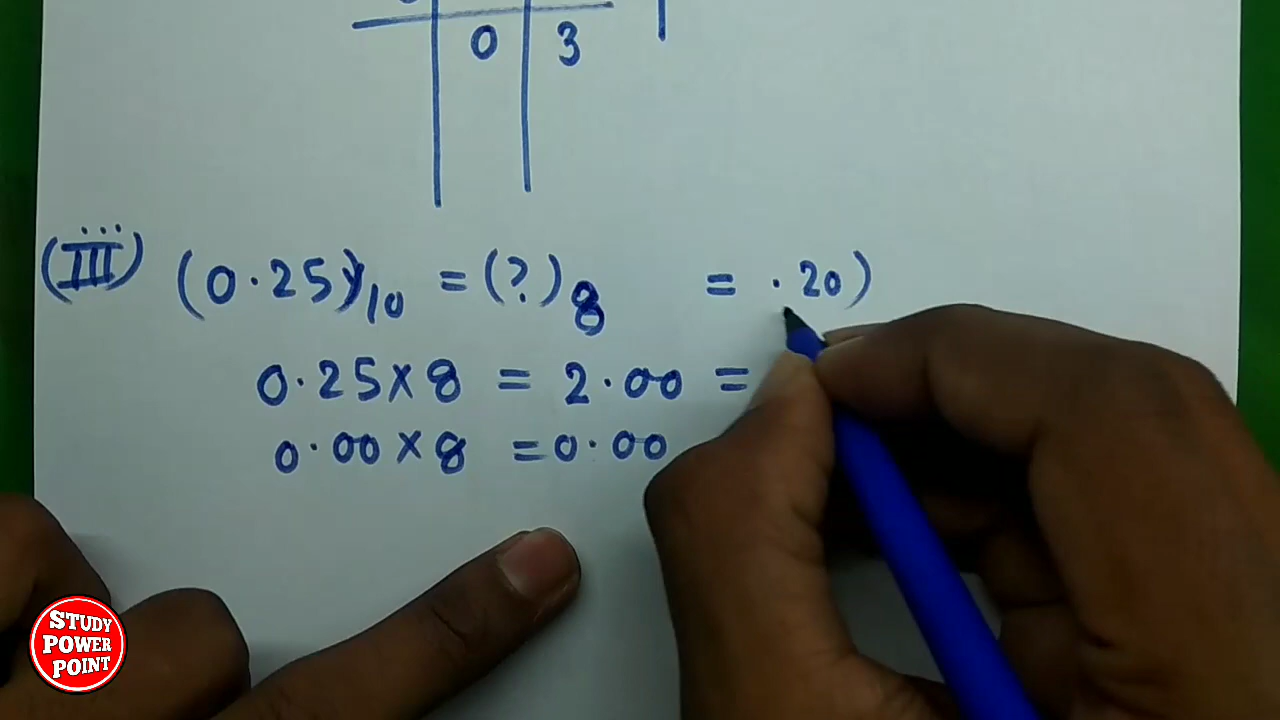 0 3
(III) (0.25)10 = (?)8 = .20)
0.25×8 = 2.00 =
0.00×8 =0.00
STUDY
POWER
POINT